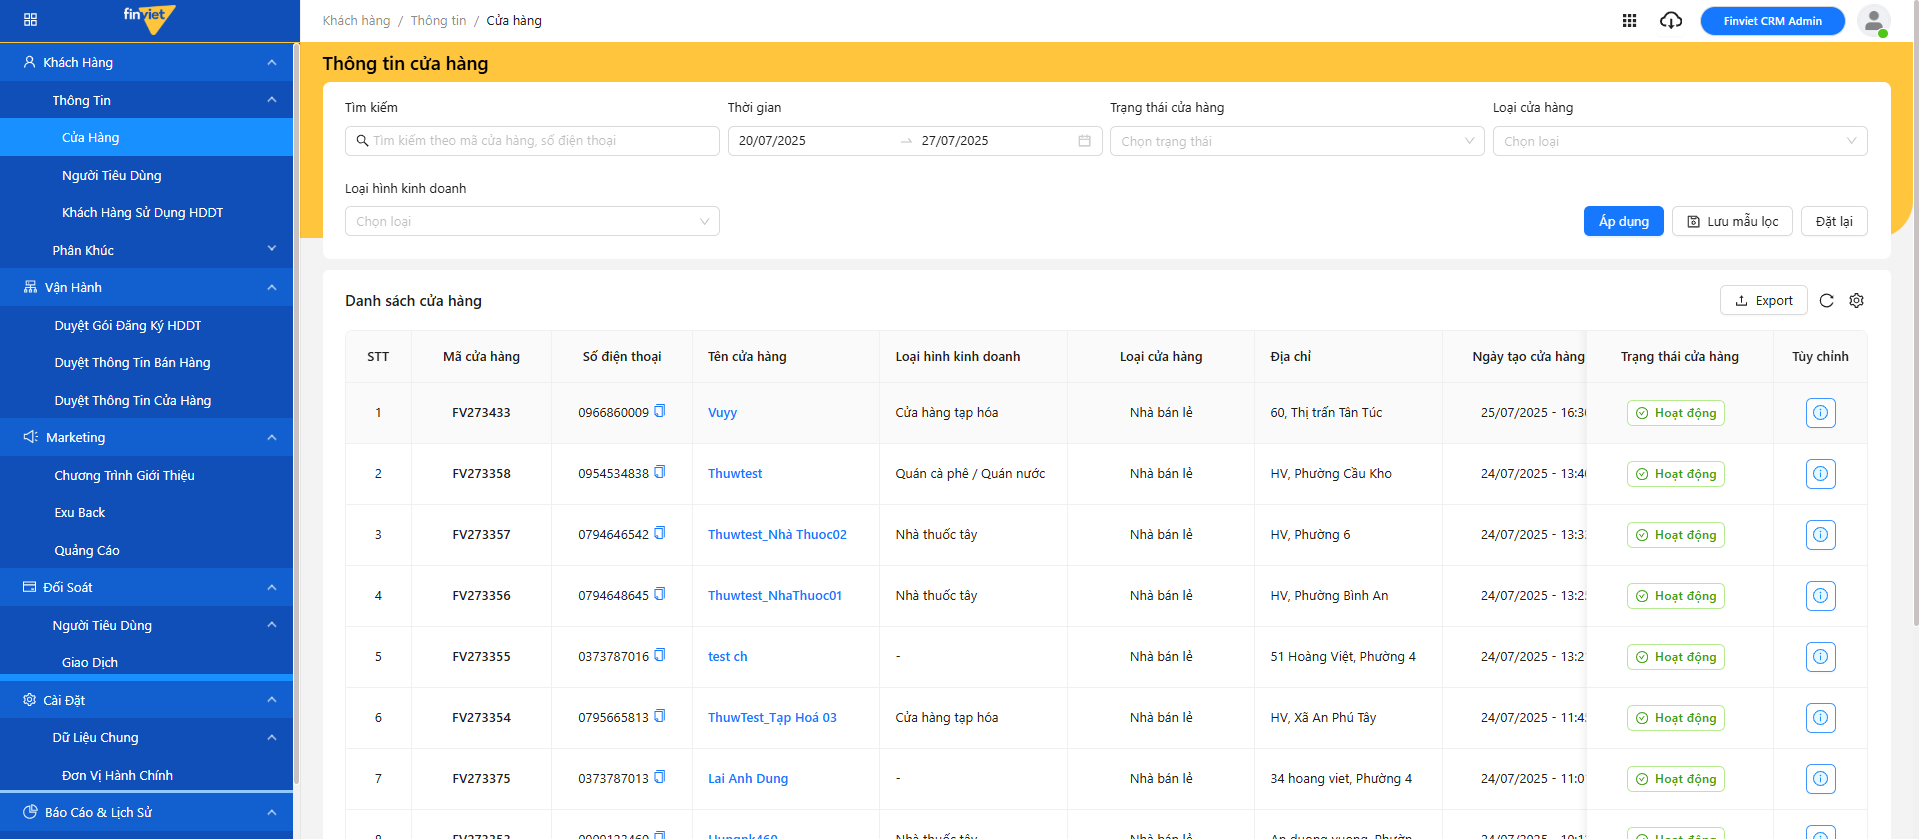 finviet
Khách hàng / Thông tin / Cửa hàng
Finviet CRM Admin
Khách Hàng
Thông Tin
Cửa Hàng
Người Tiêu Dùng
Khách Hàng Sử Dụng HDDT
Phân Khúc
Vận Hành
Duyệt Gói Đăng Ký HDDT
Duyệt Thông Tin Bán Hàng
Duyệt Thông Tin Cửa Hàng
Marketing
Chương Trình Giới Thiệu
Exu Back
Quảng Cáo
Đối Soát
Người Tiêu Dùng
Giao Dịch
Cài Đặt
Dữ Liệu Chung
Đơn Vị Hành Chính
Báo Cáo & Lịch Sử
Thông tin cửa hàng
Tìm kiếm Thời gian Trạng thái cửa hàng Loại cửa hàng
Tìm kiếm theo mã cửa hàng, số điện thoại 20/07/2025 27/07/2025 Chọn trạng thái Chọn loại
Loại hình kinh doanh
Chọn loại Áp dụng Lưu mẫu lọc Đặt lại
Danh sách cửa hàng Export
STT Mã cửa hàng Số điện thoại Tên cửa hàng Loại hình kinh doanh Loại cửa hàng Địa chỉ Ngày tạo cửa hàng Trạng thái cửa hàng Tùy chỉnh
1 FV273433 0966860009 Vuyy Cửa hàng tạp hóa Nhà bán lẻ 60, Thị trấn Tân Túc 25/07/2025 - 16:3 Hoạt động
2 FV273358 0954534838 Thuwtest Quán cà phê / Quán nước Nhà bán lẻ HV, Phường Cầu Kho 24/07/2025 - 13:4 Hoạt động
3 FV273357 0794646542 Thuwtest_Nhà Thuoc02 Nhà thuốc tây Nhà bán lẻ HV, Phường 6 24/07/2025 - 13:3 Hoạt động
4 FV273356 0794648645 Thuwtest_NhaThuoc01 Nhà thuốc tây Nhà bán lẻ HV, Phường Bình An 24/07/2025 - 13:2 Hoạt động
5 FV273355 0373787016 test ch - Nhà bán lẻ 51 Hoàng Việt, Phường 4 24/07/2025 - 13:2 Hoạt động
6 FV273354 0795665813 ThuwTest_Tạp Hoá 03 Cửa hàng tạp hóa Nhà bán lẻ HV, Xã An Phú Tây 24/07/2025 - 11:4 Hoạt động
7 FV273375 0373787013 Lai Anh Dung - Nhà bán lẻ 34 hoang viet, Phường 4 24/07/2025 - 11:0 Hoạt động